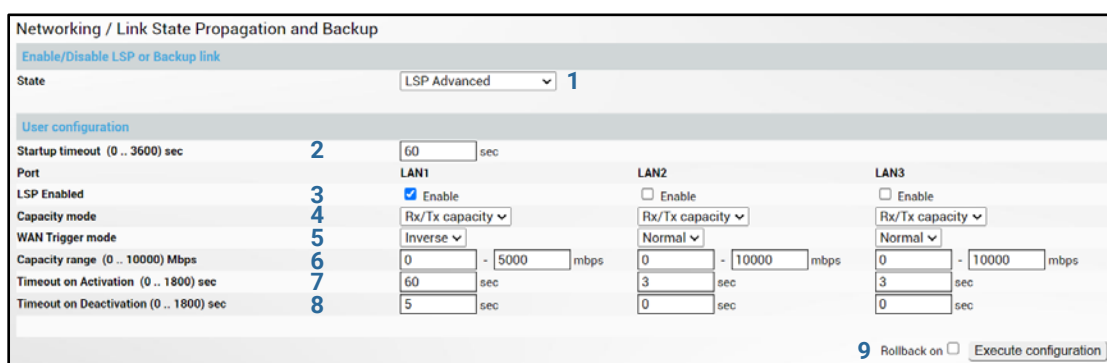 Networking / Link State Propagation and Backup
Enable/Disable LSP or Backup link
State LSP Advanced 1
User configuration
Startup timeout (0 .. 3600) sec 2 60 sec
Port LAN1 LAN2 LAN3
LSP Enabled 3 Enable Enable Enable
Capacity mode 4 Rx/Tx capacity Rx/Tx capacity Rx/Tx capacity
WAN Trigger mode 5 Inverse Normal Normal
Capacity range (0 .. 10000) Mbps 6 0 - 5000 mbps 0 - 10000 mbps 0 - 10000 mbps
Timeout on Activation (0 .. 1800) sec 7 60 sec 3 sec 3 sec
Timeout on Deactivation (0 .. 1800) sec 8 5 sec 0 sec 0 sec
9 Rollback on Execute configuration